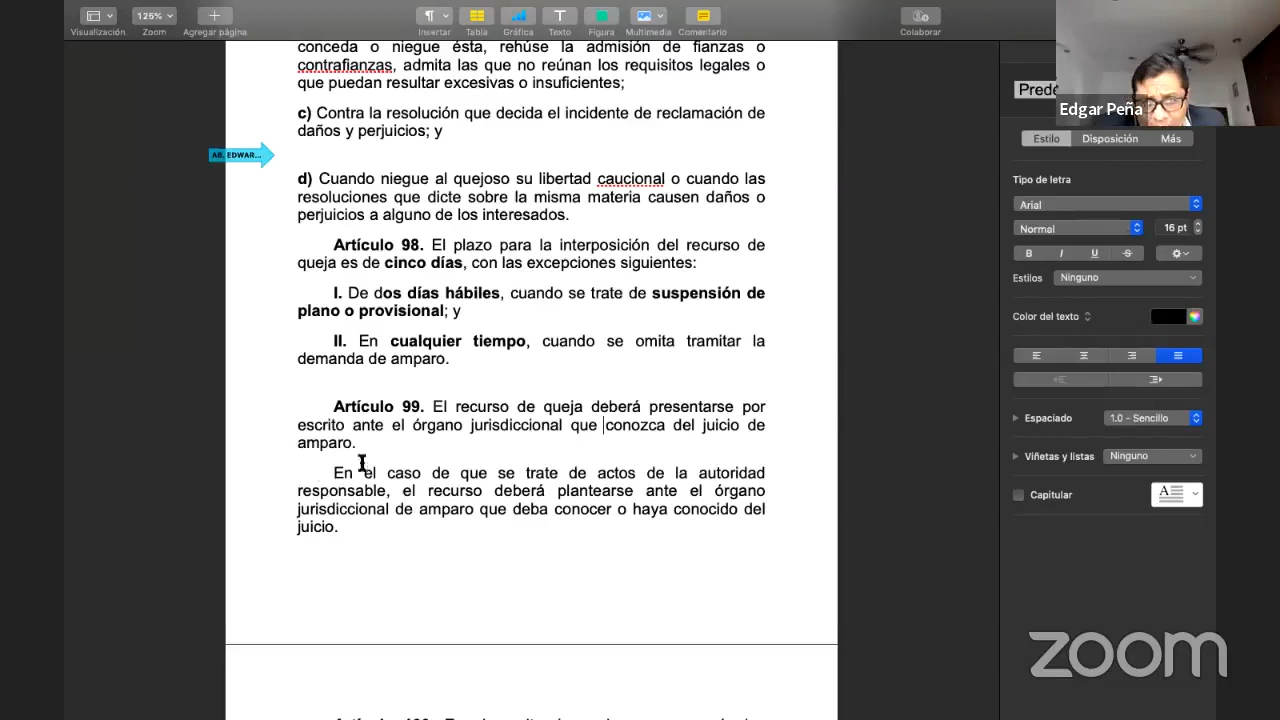 125%
Visualización
Zoom
Agregar página
Insertar
Tabla
Gráfica
Texto
Figura
Multimedia
Comentario
Colaborar
conceda o niegue ésta, rehúse la admisión de fianzas o
contrafianzas, admita las que no reúnan los requisitos legales o
que puedan resultar excesivas o insuficientes;
c) Contra la resolución que decida el incidente de reclamación de
daños y perjuicios; y
AB. EDWAR...
d) Cuando niegue al quejoso su libertad caucional o cuando las
resoluciones que dicte sobre la misma materia causen daños o
perjuicios a alguno de los interesados.
Artículo 98. El plazo para la interposición del recurso de
queja es de cinco días, con las excepciones siguientes:
I. De dos días hábiles, cuando se trate de suspensión de
plano o provisional; y
II. En cualquier tiempo, cuando se omita tramitar la
demanda de amparo.
Artículo 99. El recurso de queja deberá presentarse por
escrito ante el órgano jurisdiccional que conozca del juicio de
amparo.
En el caso de que se trate de actos de la autoridad
responsable, el recurso deberá plantearse ante el órgano
jurisdiccional de amparo que deba conocer o haya conocido del
juicio.
Edgar Peña
Estilo
Disposición
Más
Tipo de letra
Arial
Normal
16 pt
B I U S
Estilos
Ninguno
Color del texto
Espaciado
1.0 - Sencillo
Viñetas y listas
Ninguno
Capitular
A
zoom